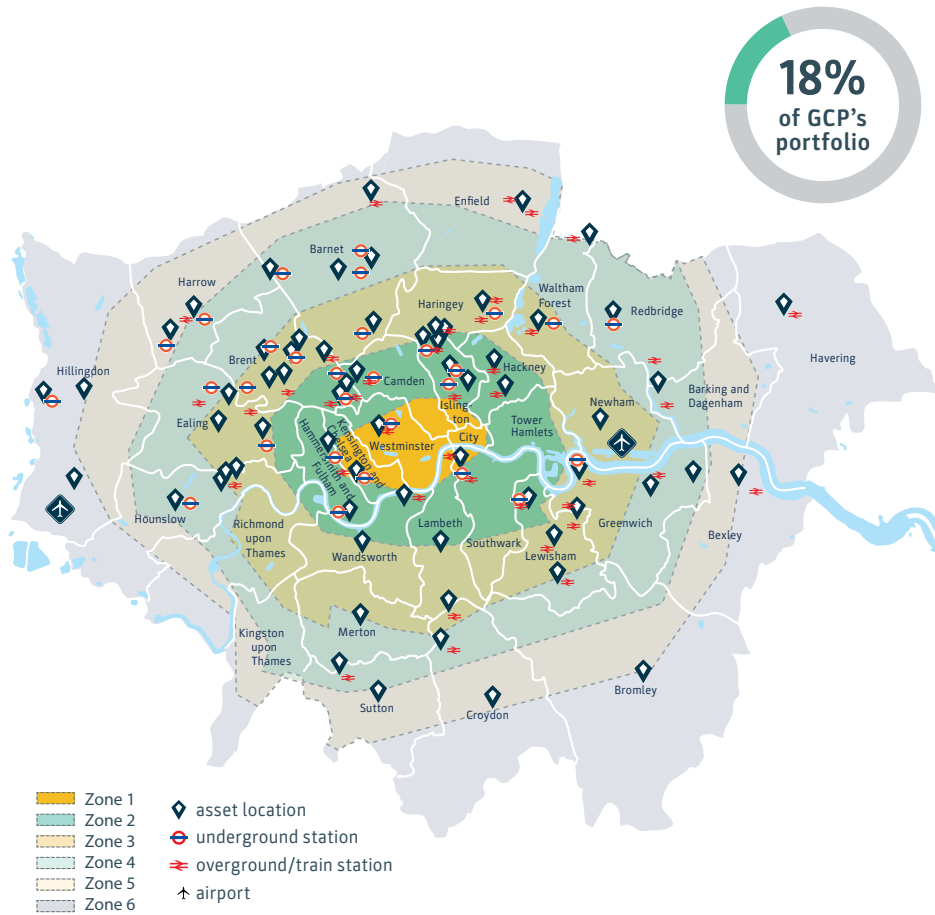 18%
of GCP's
portfolio
Enfield
Barnet
Harrow
Haringey
Waltham
Forest
Redbridge
Havering
Hillingdon
Brent
Camden
Hackney
Barking and
Dagenham
Newham
Isling
ton
Ealing
Tower
Hamlets
City
Westminster
Kensington and
Chelsea
Hammersmith and
Fulham
Hounslow
Richmond
upon
Thames
Lambeth
Southwark
Greenwich
Bexley
Wandsworth
Lewisham
Merton
Kingston
upon
Thames
Sutton
Croydon
Bromley
Zone 1
Zone 2
Zone 3
Zone 4
Zone 5
Zone 6
asset location
underground station
overground/train station
airport